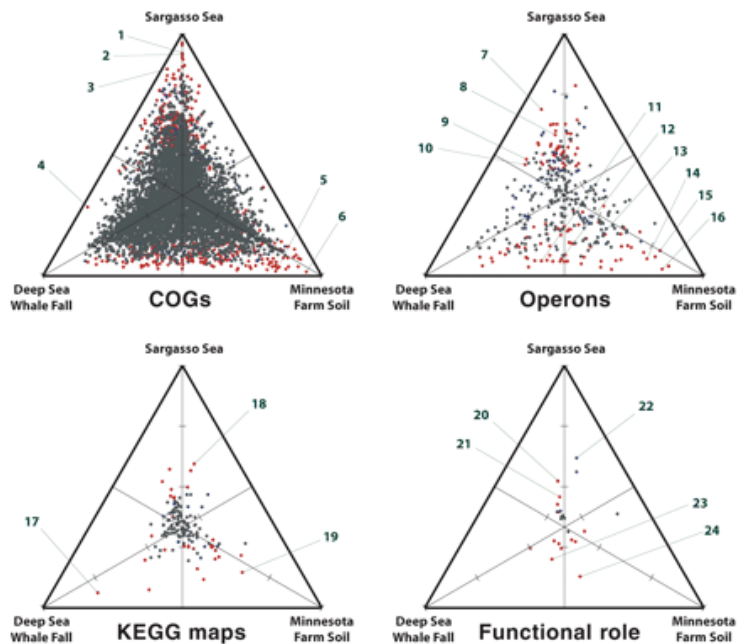 Sargasso Sea
1
2
3
4
5
6
Deep Sea
Whale Fall
COGs
Minnesota
Farm Soil
Sargasso Sea
7
8
9
10
11
12
13
14
15
16
Deep Sea
Whale Fall
Operons
Minnesota
Farm Soil
Sargasso Sea
18
17
19
Deep Sea
Whale Fall
KEGG maps
Minnesota
Farm Soil
Sargasso Sea
20
21
22
23
24
Deep Sea
Whale Fall
Functional role
Minnesota
Farm Soil